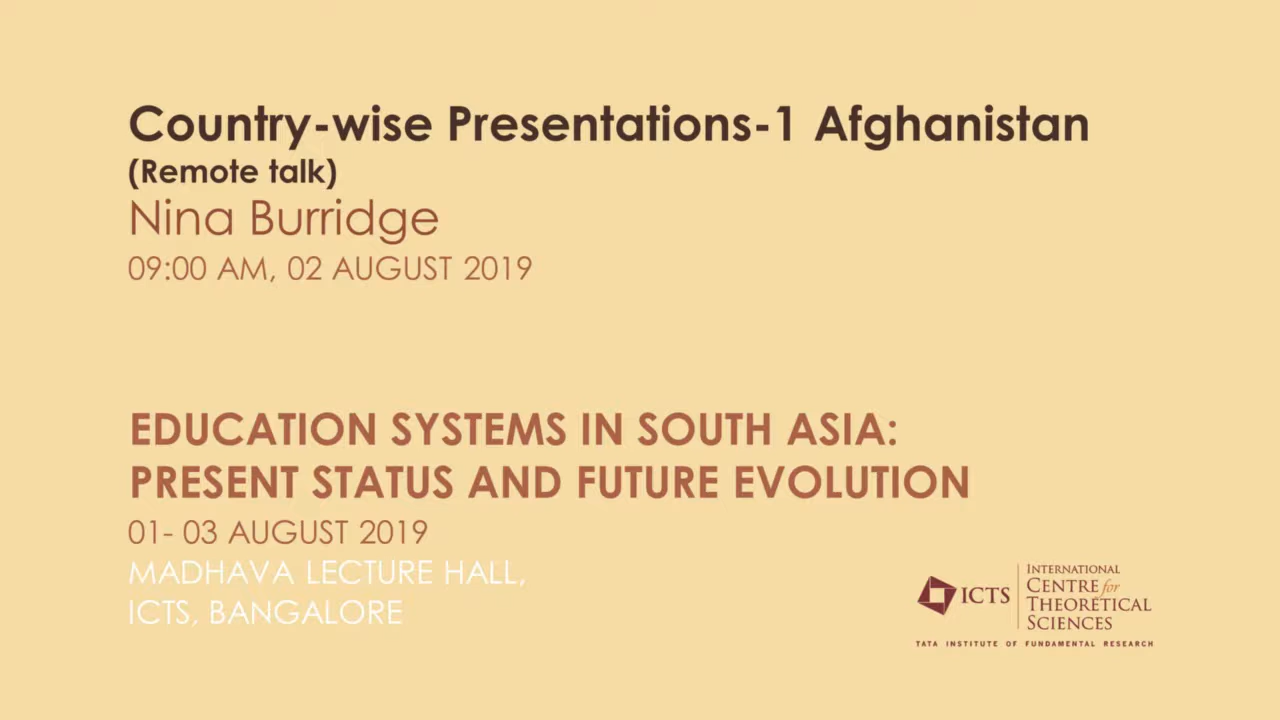 Country-wise Presentations-1 Afghanistan
(Remote talk)
Nina Burridge
09:00 AM, 02 AUGUST 2019
EDUCATION SYSTEMS IN SOUTH ASIA:
PRESENT STATUS AND FUTURE EVOLUTION
01- 03 AUGUST 2019
MADHAVA LECTURE HALL,
ICTS, BANGALORE
ICTS
INTERNATIONAL
CENTRE for
THEORETICAL
SCIENCES
TATA INSTITUTE OF FUNDAMENTAL RESEARCH